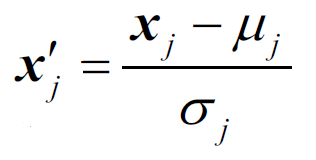 x′_j = (x_j − μ_j) / σ_j